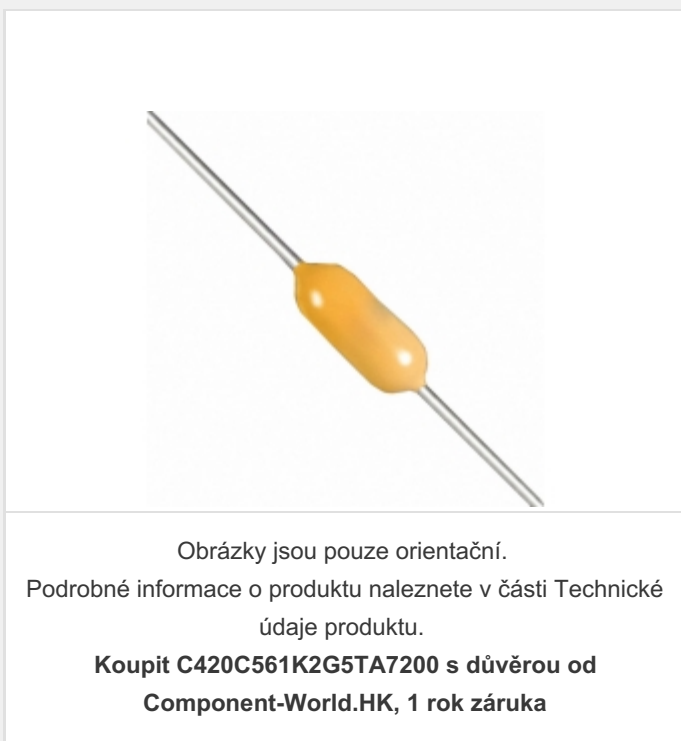 Obrázky jsou pouze orientační.
Podrobné informace o produktu naleznete v části Technické
údaje produktu.
Koupit C420C561K2G5TA7200 s důvěrou od
Component-World.HK, 1 rok záruka